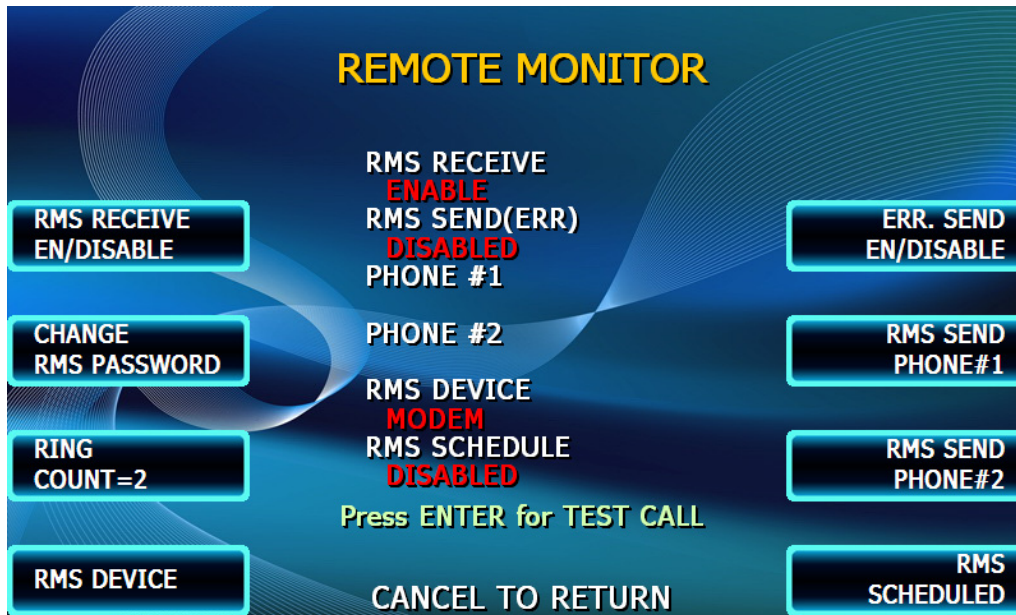 REMOTE MONITOR
RMS RECEIVE
ENABLE
RMS SEND(ERR)
DISABLED
PHONE #1
PHONE #2
RMS DEVICE
MODEM
RMS SCHEDULE
DISABLED
Press ENTER for TEST CALL
CANCEL TO RETURN
RMS RECEIVE
EN/DISABLE
CHANGE
RMS PASSWORD
RING
COUNT=2
RMS DEVICE
ERR. SEND
EN/DISABLE
RMS SEND
PHONE#1
RMS SEND
PHONE#2
RMS
SCHEDULED